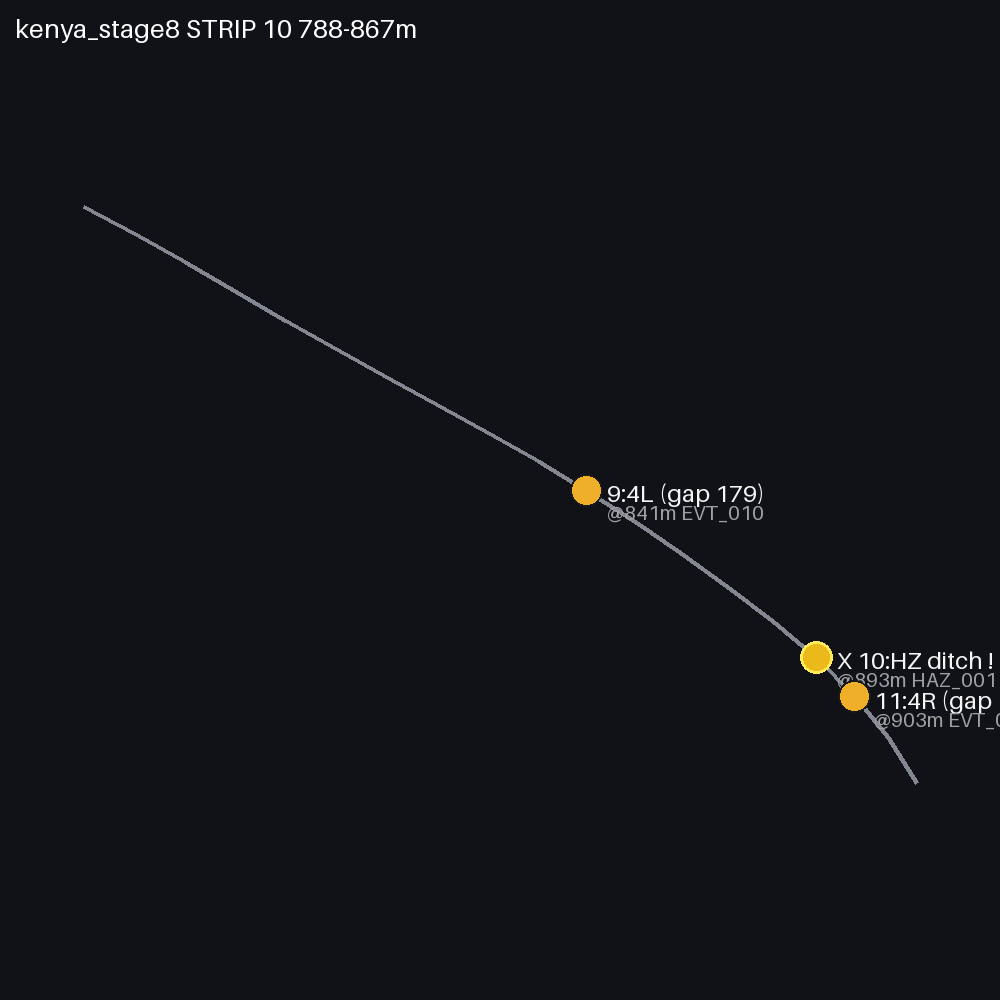 kenya_stage8 STRIP 10 788-867m
9:4L (gap 179)
@841m EVT_010
X 10:HZ ditch !
@893m HAZ_001
11:4R (gap
@903m EVT_0